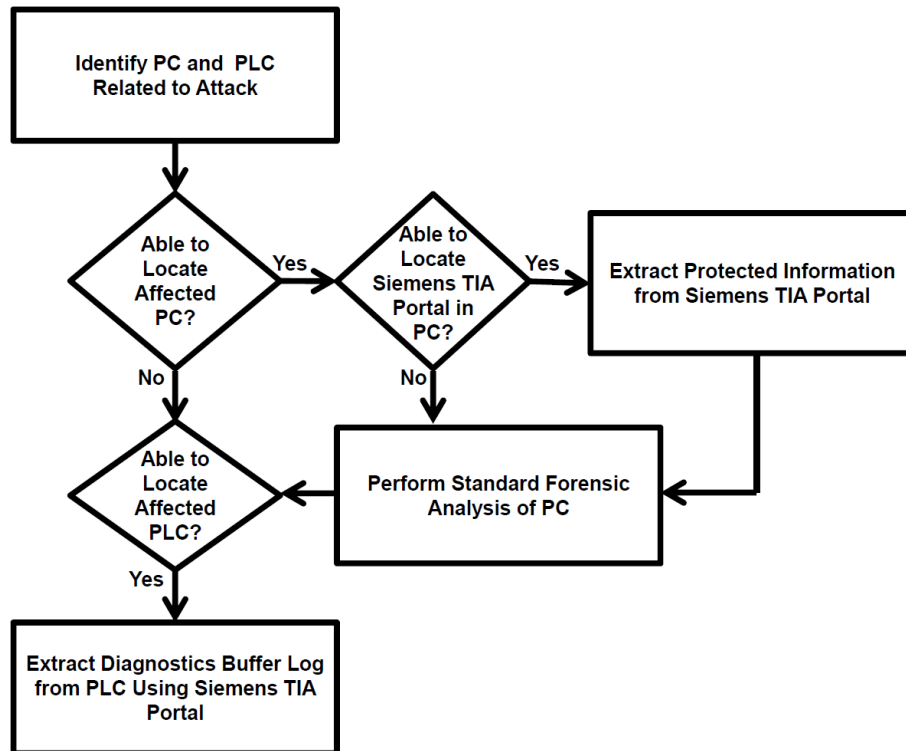 Identify PC and PLC
Related to Attack
Able to
Locate
Affected
PC?
Yes
Able to
Locate
Siemens TIA
Portal in
PC?
Yes
Extract Protected Information
from Siemens TIA Portal
No
No
Able to
Locate
Affected
PLC?
Perform Standard Forensic
Analysis of PC
Yes
Extract Diagnostics Buffer Log
from PLC Using Siemens TIA
Portal